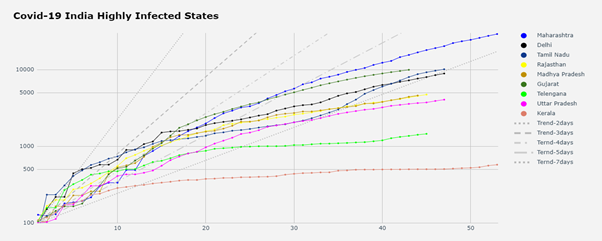 Covid-19 India Highly Infected States
10000
5000
1000
500
100
10
20
30
40
50
Maharashtra
Delhi
Tamil Nadu
RaJasthan
Madhya Pradesh
Gujarat
Telengana
Uttar Pradesh
Kerala
Trend-2days
Trend-3days
Trend-4days
Ternd-5days
Ternd-7days